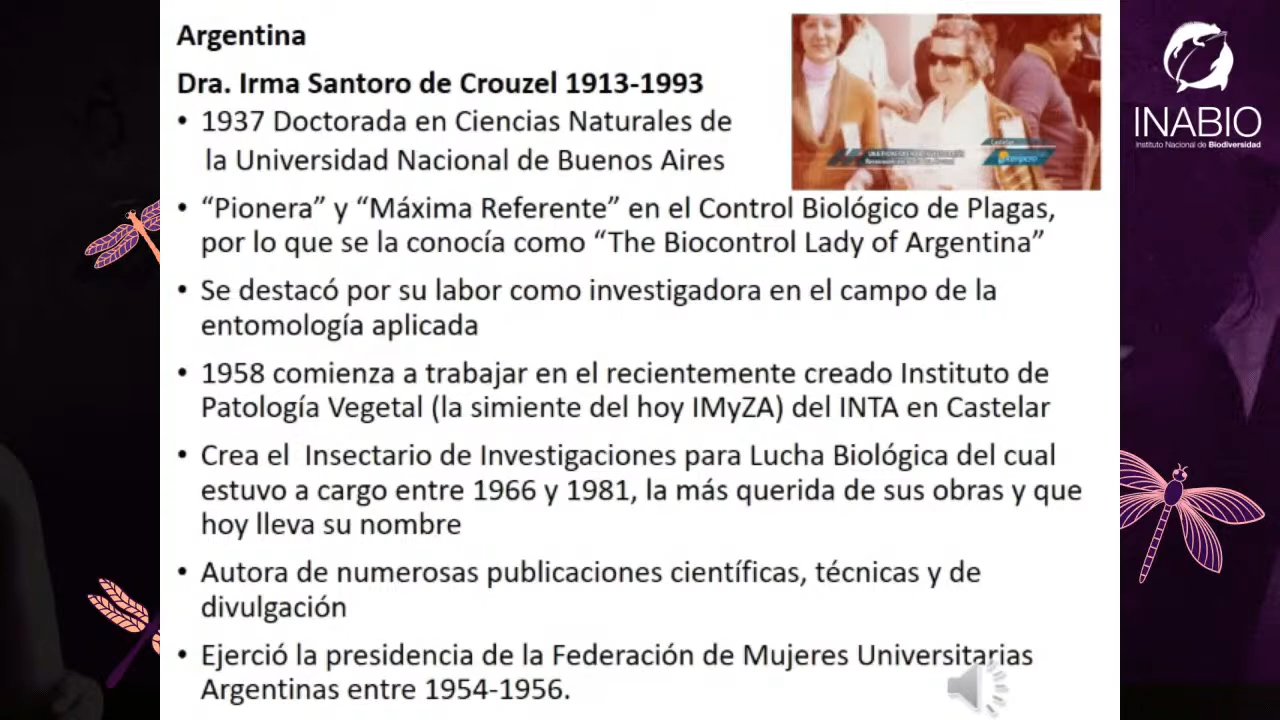 Argentina
Dra. Irma Santoro de Crouzel 1913-1993
• 1937 Doctorada en Ciencias Naturales de
la Universidad Nacional de Buenos Aires
• “Pionera” y “Máxima Referente” en el Control Biológico de Plagas,
por lo que se la conocía como “The Biocontrol Lady of Argentina”
• Se destacó por su labor como investigadora en el campo de la
entomología aplicada
• 1958 comienza a trabajar en el recientemente creado Instituto de
Patología Vegetal (la simiente del hoy IMyZA) del INTA en Castelar
• Crea el  Insectario de Investigaciones para Lucha Biológica del cual
estuvo a cargo entre 1966 y 1981, la más querida de sus obras y que
hoy lleva su nombre
• Autora de numerosas publicaciones científicas, técnicas y de
divulgación
• Ejerció la presidencia de la Federación de Mujeres Universitarias
Argentinas entre 1954-1956.
Castelar
INABIO
Instituto Nacional de Biodiversidad